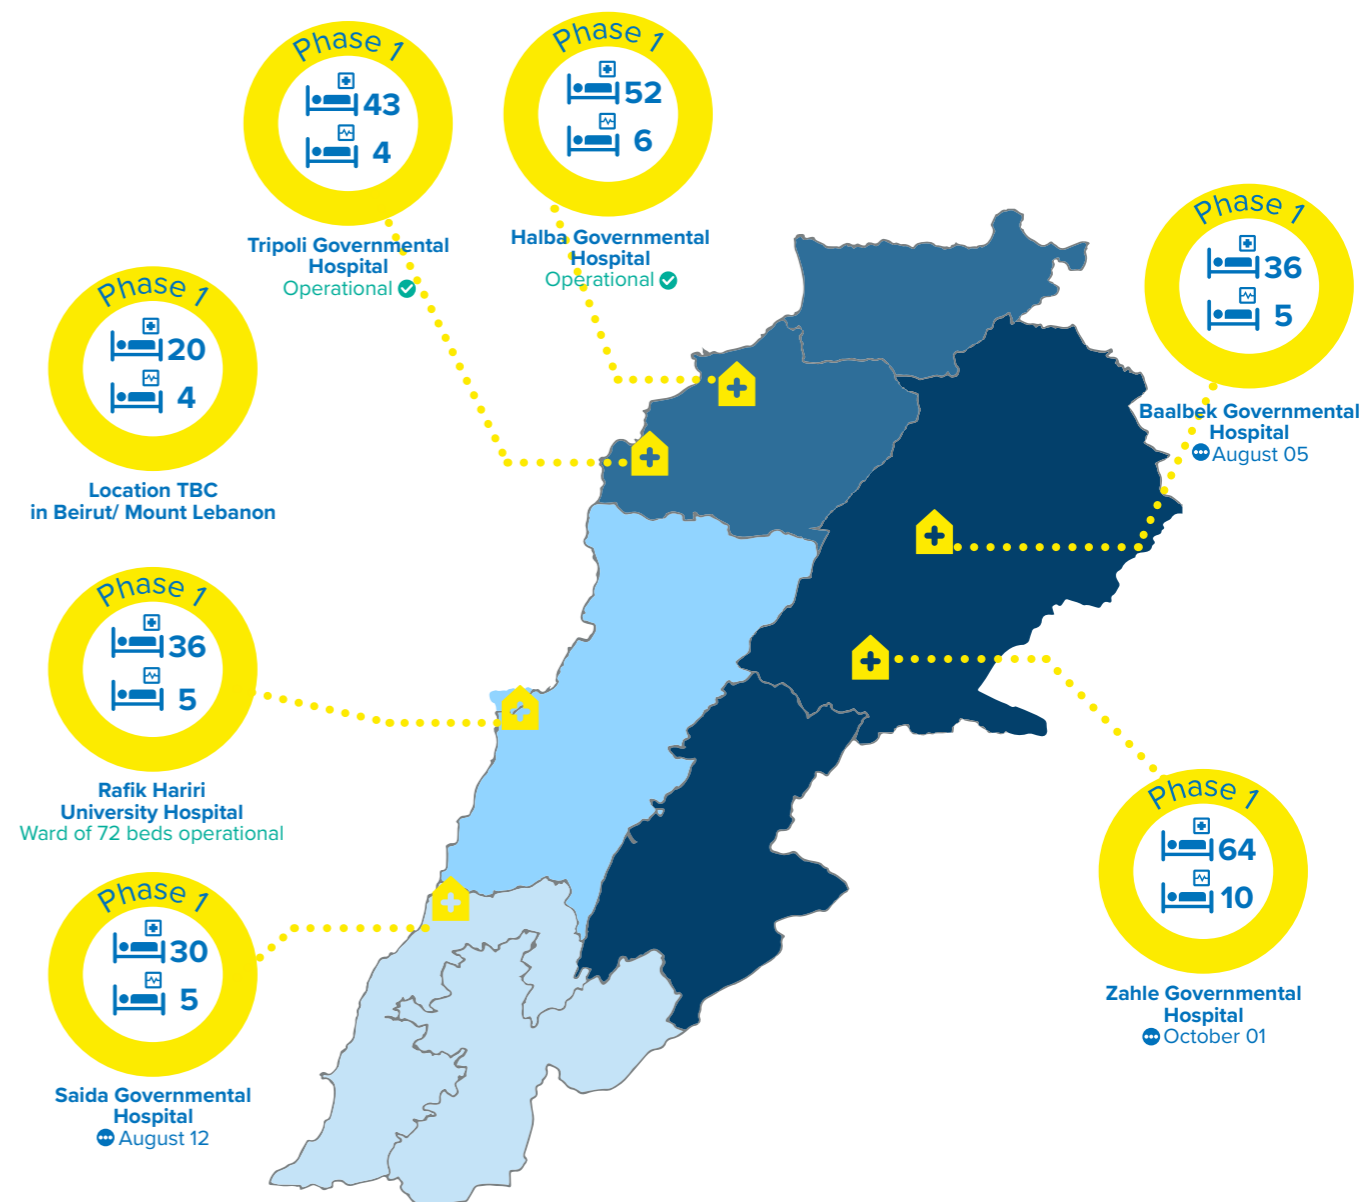 Phase 1
43
4
Tripoli Governmental
Hospital
Operational
Phase 1
52
6
Halba Governmental
Hospital
Operational
Phase 1
36
5
Baalbek Governmental
Hospital
August 05
Phase 1
20
4
Location TBC
in Beirut/ Mount Lebanon
Phase 1
36
5
Rafik Hariri
University Hospital
Ward of 72 beds operational
Phase 1
64
10
Zahle Governmental
Hospital
October 01
Phase 1
30
5
Saida Governmental
Hospital
August 12